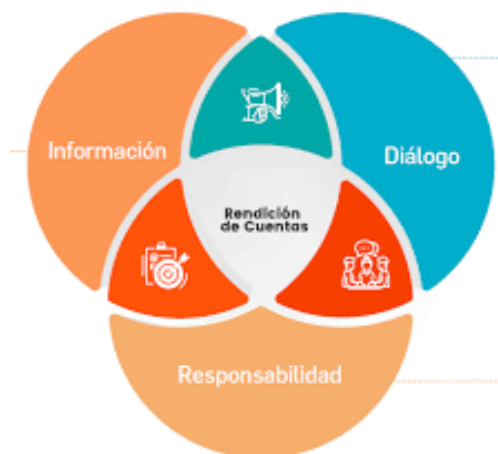 Información
Diálogo
Rendición
de Cuentas
Responsabilidad